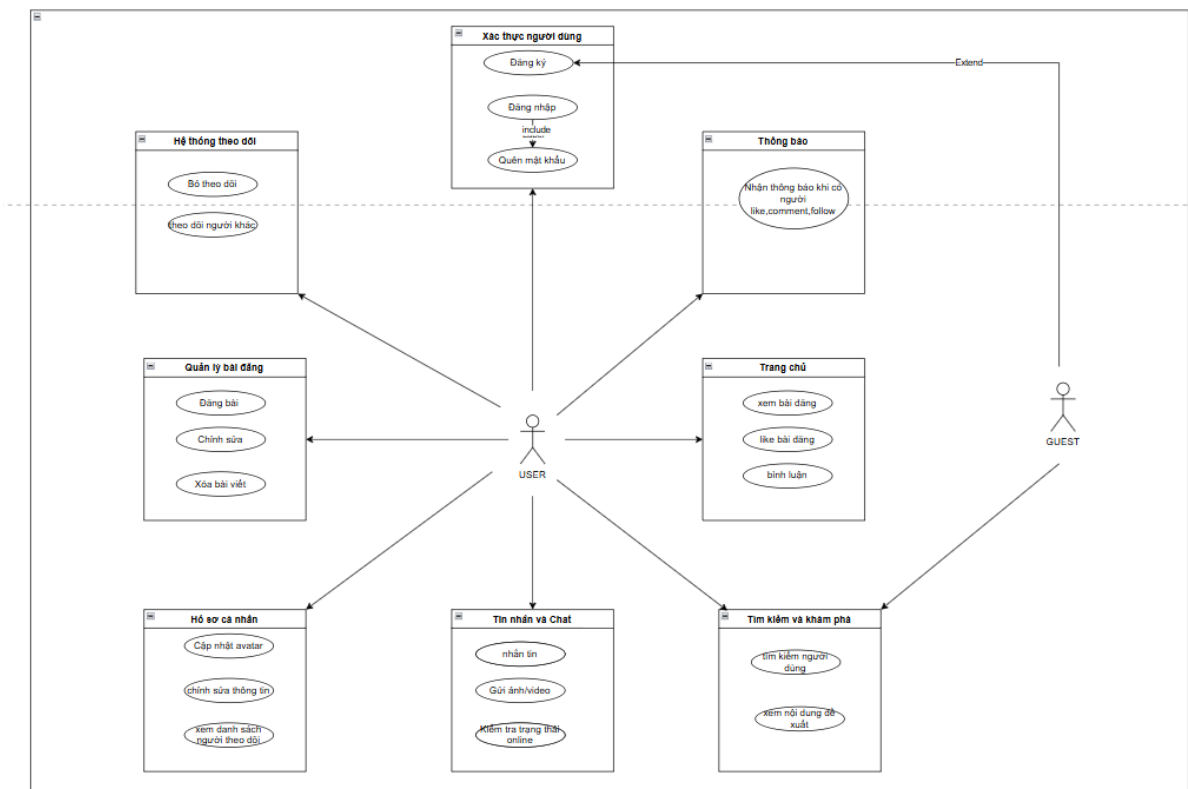 Xác thực người dùng
Đăng ký
Extend
Đăng nhập
include
Quên mật khẩu
Hệ thống theo dõi
Bỏ theo dõi
theo dõi người khác
Thông báo
Nhận thông báo khi có
người
like,comment,follow
Quản lý bài đăng
Đăng bài
Chỉnh sửa
Xóa bài viết
Trang chủ
xem bài đăng
like bài đăng
bình luận
USER
GUEST
Hồ sơ cá nhân
Cập nhật avatar
chỉnh sửa thông tin
xem danh sách
người theo dõi
Tin nhắn và Chat
nhắn tin
Gửi ảnh/video
Kiểm tra trạng thái
online
Tìm kiếm và khám phá
tìm kiếm người
dùng
xem nội dung đề
xuất